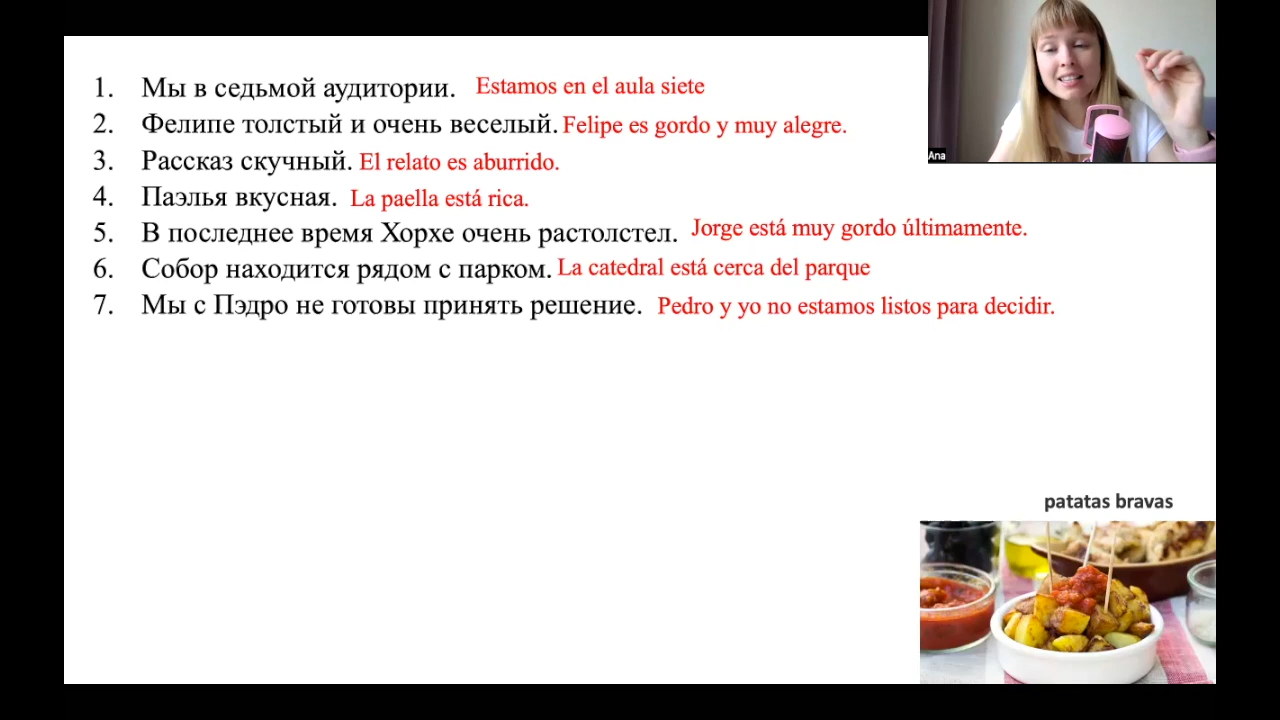 1. Мы в седьмой аудитории. Estamos en el aula siete
2. Фелипе толстый и очень веселый. Felipe es gordo y muy alegre.
3. Рассказ скучный. El relato es aburrido.
4. Паэлья вкусная. La paella está rica.
5. В последнее время Хорхе очень растолстел. Jorge está muy gordo últimamente.
6. Собор находится рядом с парком. La catedral está cerca del parque
7. Мы с Пэдро не готовы принять решение. Pedro y yo no estamos listos para decidir.
Ana
patatas bravas